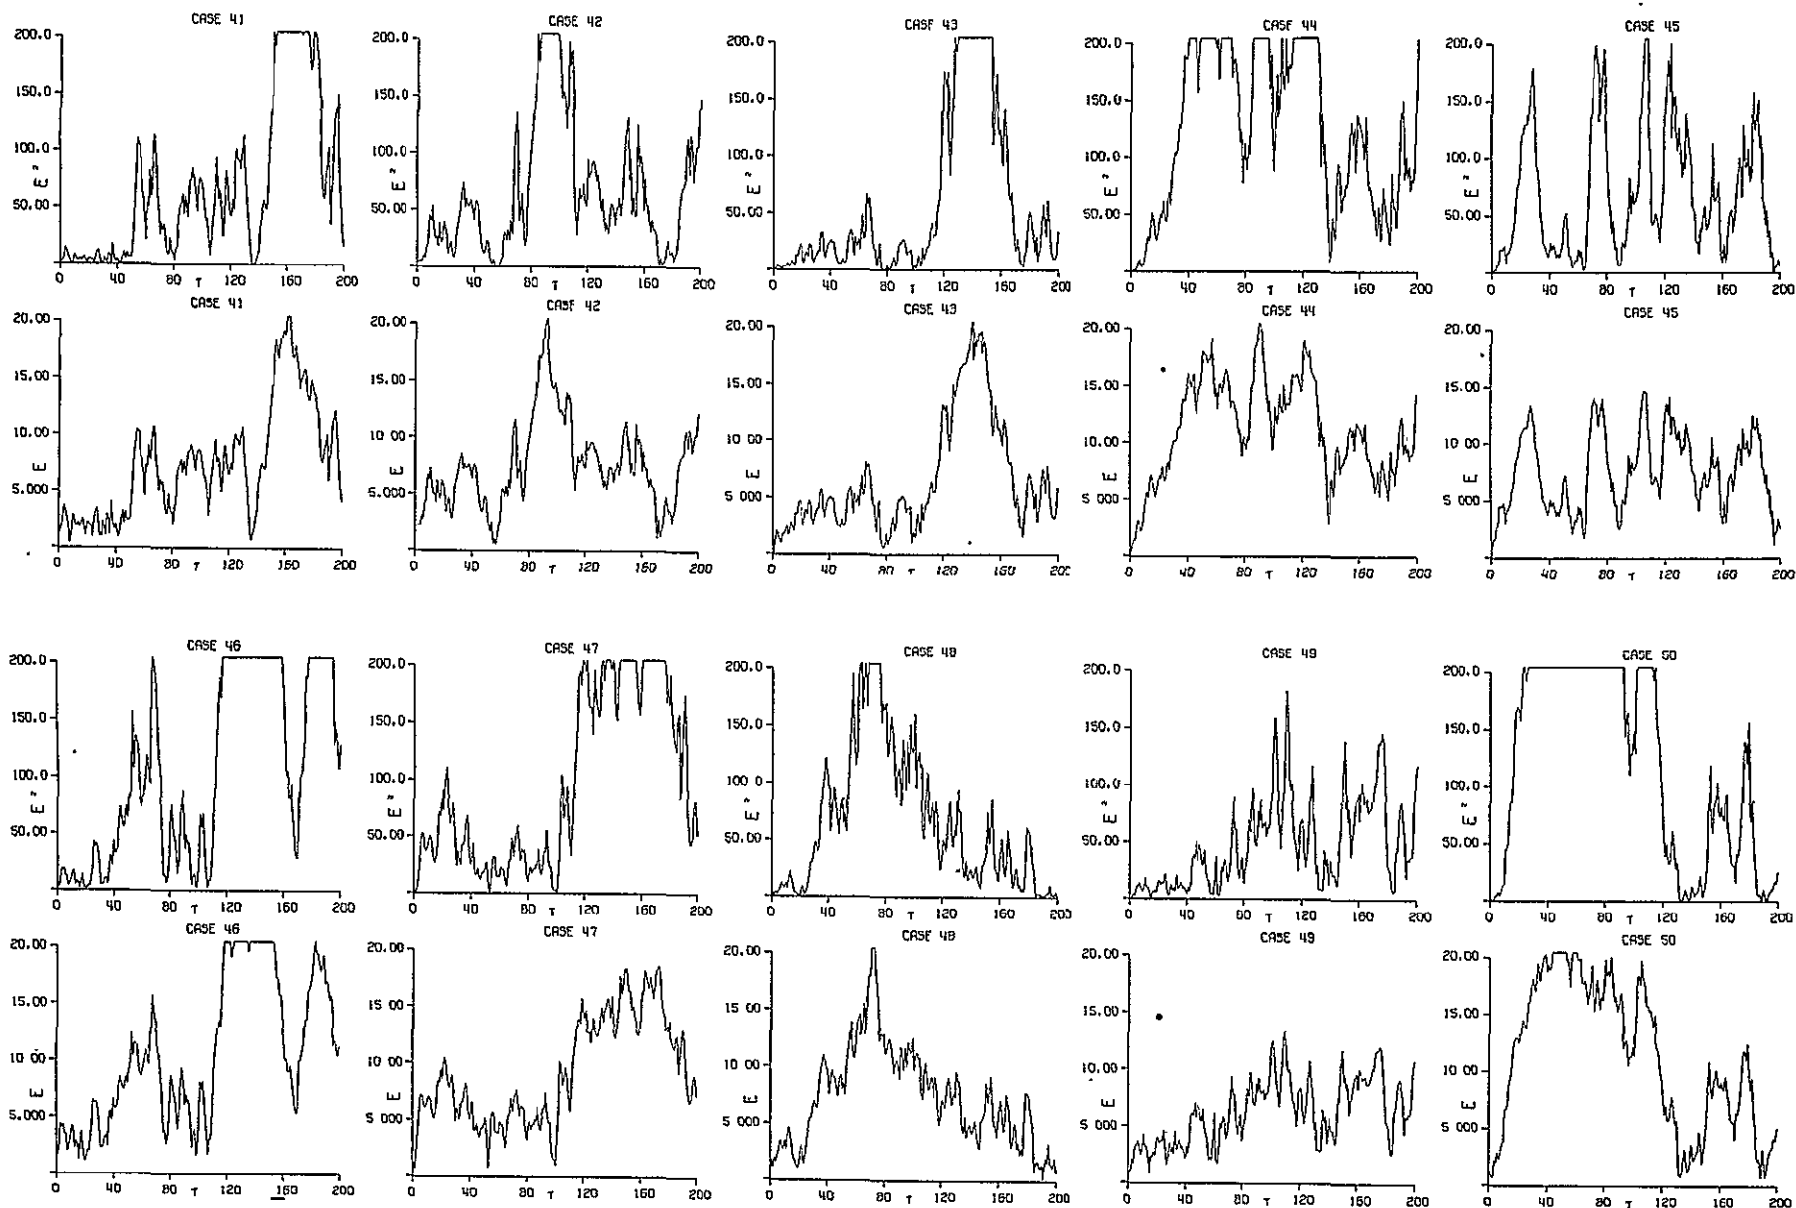 CASE 41
200.0
150.0
100.0
50.00
E²
0 40 80 T 120 160 200
CASE 42
200.0
150.0
100.0
50.00
E²
0 40 80 T 120 160 200
CASE 43
200.0
150.0
100.0
50.00
E²
0 40 80 T 120 160 200
CASE 44
200.0
150.0
100.0
50.00
E²
0 40 80 T 120 160 200
CASE 45
200.0
150.0
100.0
50.00
E²
0 40 80 T 120 160 200
CASE 41
20.00
15.00
10.00
5.000
E
0 40 80 T 120 160 200
CASE 42
20.00
15.00
10 00
5.000
E
0 40 80 T 120 160 200
CASE 43
20.00
15.00
10 00
5 000
E
0 40 80 T 120 160 200
CASE 44
20.00
15.00
10.00
5 000
E
0 40 80 T 120 160 200
CASE 45
20.00
15.00
10 00
5.000
E
0 40 80 T 120 160 200
CASE 46
200.0
150.0
100.0
50.00
E²
0 40 80 T 120 160 200
CASE 47
200.0
150.0
100.0
50.00
E²
0 40 80 T 120 160 200
CASE 48
200.0
150.0
100 0
50.00
E²
0 40 80 T 120 160 200
CASE 49
200.0
150.0
100.0
50.00
E²
0 40 80 T 120 160 200
CASE 50
200.0
150.0
100.0
50.00
E²
0 40 80 T 120 160 200
CASE 46
20.00
15.00
10 00
5.000
E
0 40 80 T 120 160 200
CASE 47
20.00
15 00
10 00
5 000
E
0 40 80 T 120 160 200
CASE 48
20.00
15 00
10 00
5 000
E
0 40 80 T 120 160 200
CASE 49
20.00
15.00
10.00
5 000
E
0 40 80 T 120 160 200
CASE 50
20.00
15.00
10 00
5 000
E
0 40 80 T 120 160 200